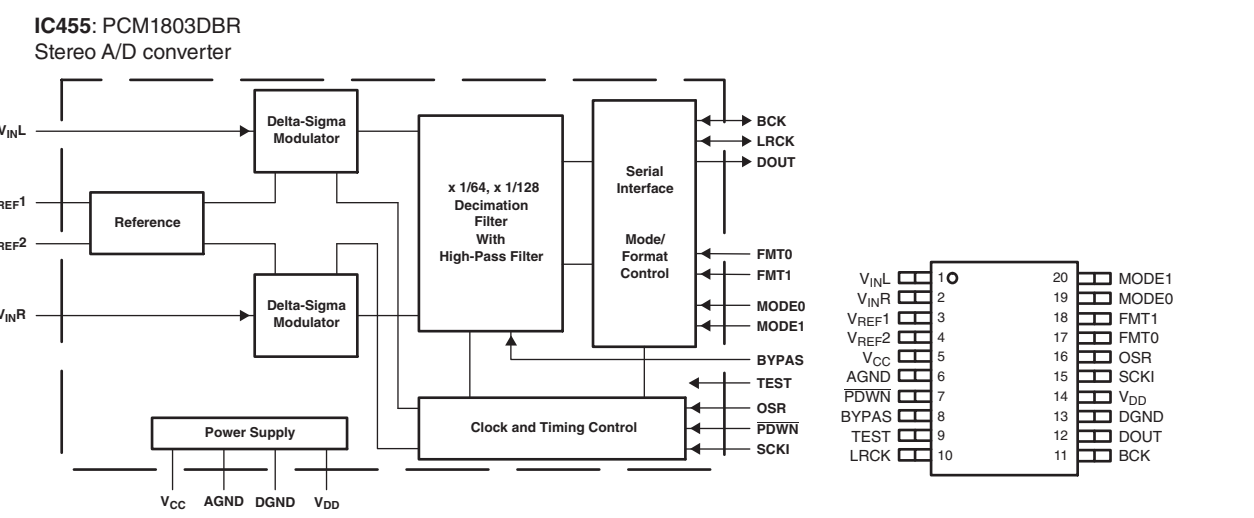 IC455: PCM1803DBR
Stereo A/D converter
VINL
REF1
REF2
VINR
Delta-Sigma
Modulator
Reference
Delta-Sigma
Modulator
x 1/64, x 1/128
Decimation
Filter
With
High-Pass Filter
Serial
Interface
Mode/
Format
Control
BCK
LRCK
DOUT
FMT0
FMT1
MODE0
MODE1
BYPAS
TEST
OSR
PDWN
SCKI
Clock and Timing Control
Power Supply
VCC AGND DGND VDD
VINL 1 20 MODE1
VINR 2 19 MODE0
VREF1 3 18 FMT1
VREF2 4 17 FMT0
VCC 5 16 OSR
AGND 6 15 SCKI
PDWN 7 14 VDD
BYPAS 8 13 DGND
TEST 9 12 DOUT
LRCK 10 11 BCK